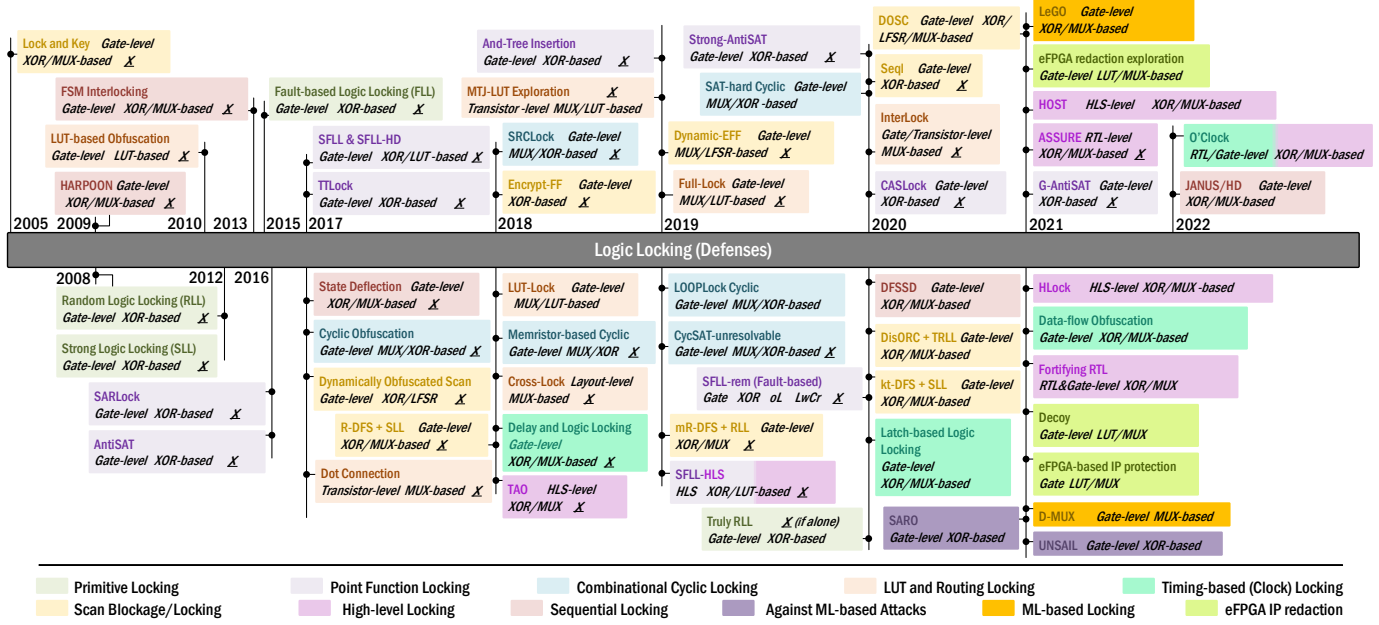 Lock and Key Gate-level
XOR/MUX-based X
FSM Interlocking
Gate-level XOR/MUX-based X
LUT-based Obfuscation
Gate-level LUT-based X
HARPOON Gate-level
XOR/MUX-based X
Fault-based Logic Locking (FLL)
Gate-level XOR-based X
SFLL & SFLL-HD
Gate-level XOR/LUT-based X
TTLock
Gate-level XOR-based X
And-Tree Insertion
Gate-level XOR-based X
MTJ-LUT Exploration X
Transistor-level MUX/LUT-based
SRCLock Gate-level
MUX/XOR-based X
Encrypt-FF Gate-level
XOR-based X
Strong-AntiSAT
Gate-level XOR-based X
SAT-hard Cyclic Gate-level
MUX/XOR-based
Dynamic-EFF Gate-level
MUX/LFSR-based X
Full-Lock Gate-level
MUX/LUT-based X
DOSC Gate-level XOR/
LFSR/MUX-based
Seql Gate-level
XOR-based X
InterLock
Gate/Transistor-level
MUX-based X
CASLock Gate-level
XOR-based X
LeGO Gate-level
XOR/MUX-based
eFPGA redaction exploration
Gate-level LUT/MUX-based
HOST HLS-level XOR/MUX-based
ASSURE RTL-level
XOR/MUX-based X
G-AntiSAT Gate-level
XOR-based X
O'Clock
RTL/Gate-level XOR/MUX-based
JANUS/HD Gate-level
XOR/MUX-based
2005 2009 2010 2013 2015 2017 2018 2019 2020 2021 2022
Logic Locking (Defenses)
2008 2012 2016
Random Logic Locking (RLL)
Gate-level XOR-based X
Strong Logic Locking (SLL)
Gate-level XOR-based X
SARLock
Gate-level XOR-based X
AntiSAT
Gate-level XOR-based X
State Deflection Gate-level
XOR/MUX-based X
Cyclic Obfuscation
Gate-level MUX/XOR-based X
Dynamically Obfuscated Scan
Gate-level XOR/LFSR X
R-DFS + SLL Gate-level
XOR/MUX-based X
Dot Connection
Transistor-level MUX-based X
LUT-Lock Gate-level
MUX/LUT-based
Memristor-based Cyclic
Gate-level MUX/XOR X
Cross-Lock Layout-level
MUX-based X
Delay and Logic Locking
Gate-level
XOR/MUX-based X
TAO HLS-level
XOR/MUX X
LOOPLock Cyclic
Gate-level MUX/XOR-based
CycSAT-unresolvable
Gate-level MUX/XOR-based X
SFLL-rem (Fault-based)
Gate XOR oL LwCr X
mR-DFS + RLL Gate-level
XOR/MUX X
SFLL-HLS
HLS XOR/LUT-based X
Truly RLL X (if alone)
Gate-level XOR-based
DFSSD Gate-level
XOR/MUX-based
DisORC + TRLL Gate-level
XOR/MUX-based
kt-DFS + SLL Gate-level
XOR/MUX-based
Latch-based Logic
Locking
Gate-level
XOR/MUX-based
SARO
Gate-level XOR-based
HLock HLS-level XOR/MUX-based
Data-flow Obfuscation
Gate-level XOR/MUX-based
Fortifying RTL
RTL&Gate-level XOR/MUX
Decoy
Gate-level LUT/MUX
eFPGA-based IP protection
Gate LUT/MUX
D-MUX Gate-level MUX-based
UNSAIL Gate-level XOR-based
Primitive Locking Point Function Locking Combinational Cyclic Locking LUT and Routing Locking Timing-based (Clock) Locking
Scan Blockage/Locking High-level Locking Sequential Locking Against ML-based Attacks ML-based Locking eFPGA IP redaction